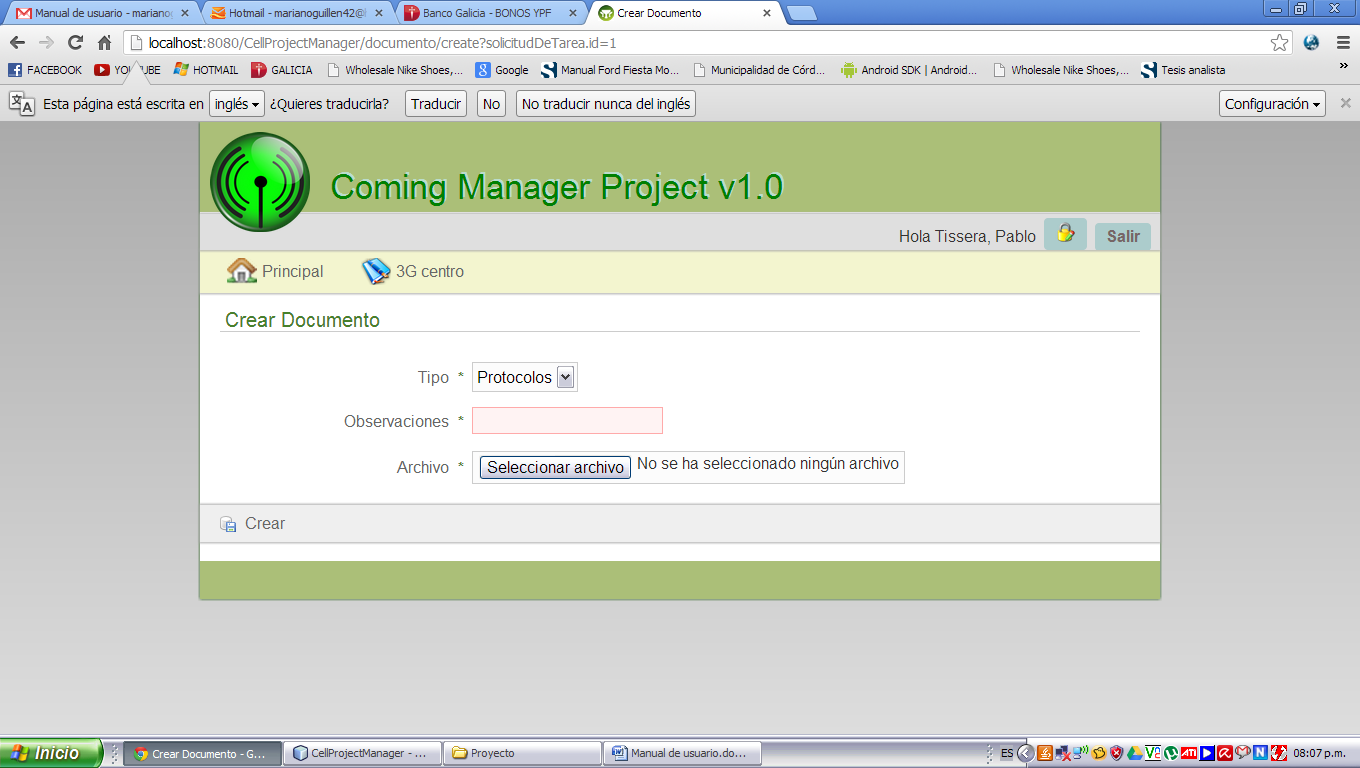 Manual de usuario - mariano
Hotmail - marianoguillen42@
Banco Galicia - BONOS YPF
Crear Documento
localhost:8080/CellProjectManager/documento/create?solicitudDeTarea.id=1
FACEBOOK
YOUTUBE
HOTMAIL
GALICIA
Wholesale Nike Shoes,...
Google
Manual Ford Fiesta Mo...
Municipalidad de Córd...
Android SDK | Android...
Wholesale Nike Shoes,...
Tesis analista
»
Esta página está escrita en inglés ¿Quieres traducirla? Traducir No No traducir nunca del inglés Configuración
Coming Manager Project v1.0
Hola Tissera, Pablo Salir
Principal 3G centro
Crear Documento
Tipo * Protocolos
Observaciones *
Archivo * Seleccionar archivo No se ha seleccionado ningún archivo
Crear
Inicio
Crear Documento - G...
CellProjectManager - ...
Proyecto
Manual de usuario.do...
ES
08:07 p.m.